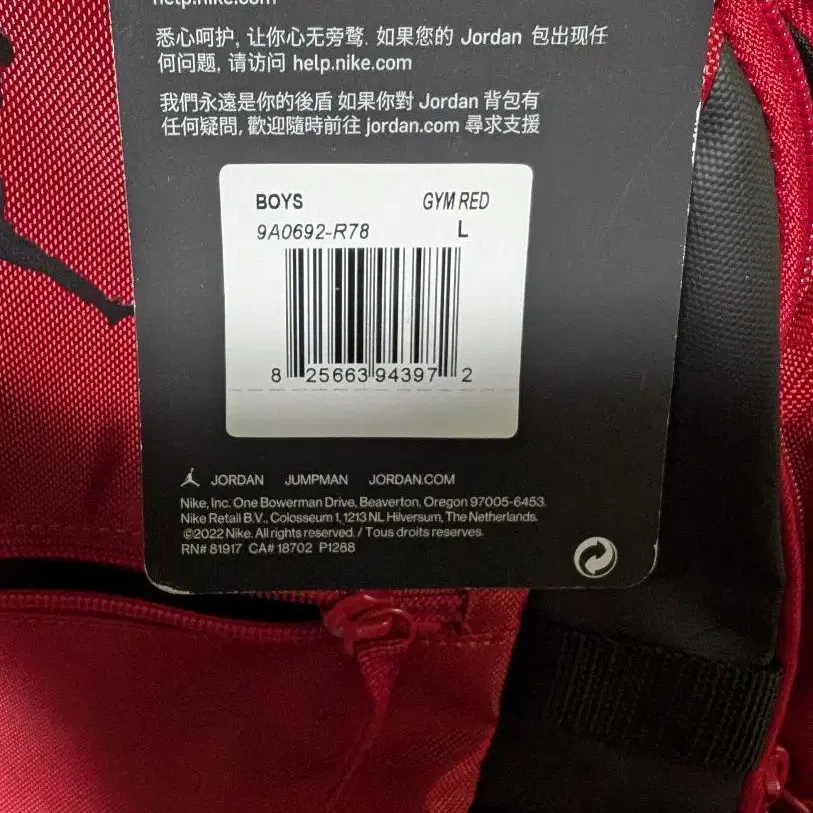 help.nike.com
悉心呵护, 让你心无旁骛. 如果您的 Jordan 包出现任
何问题, 请访问 help.nike.com
我們永遠是你的後盾 如果你對 Jordan 背包有
任何疑問, 歡迎隨時前往 jordan.com 尋求支援
BOYS GYM RED
9A0692-R78 L
8 25663 94397 2
JORDAN JUMPMAN JORDAN.COM
Nike, Inc. One Bowerman Drive, Beaverton, Oregon 97005-6453
Nike Retail B.V., Colosseum 1, 1213 NL Hilversum, The Netherlands.
©2022 Nike. All rights reserved. / Tous droits reserves.
RN# 81917 CA# 18702 P1288